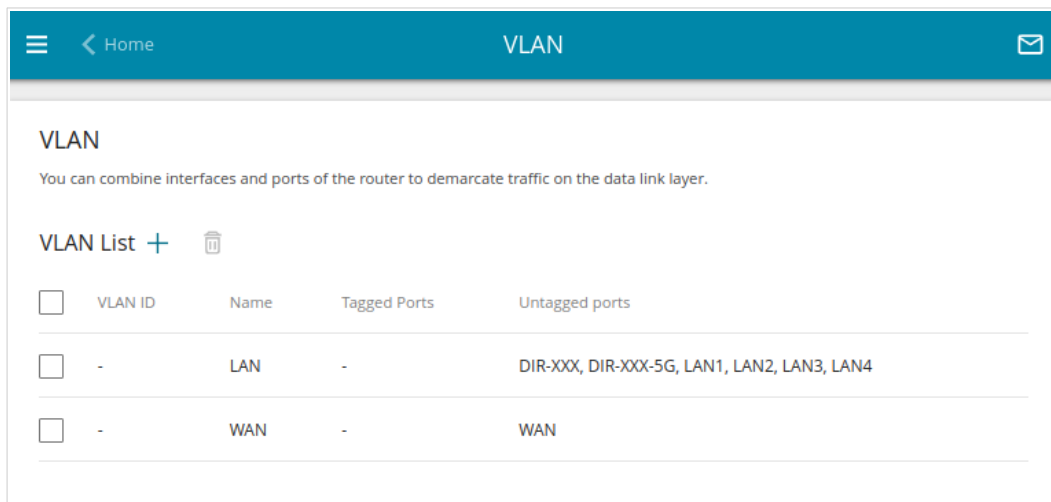 Home VLAN
VLAN
You can combine interfaces and ports of the router to demarcate traffic on the data link layer.
VLAN List +
VLAN ID Name Tagged Ports Untagged ports
- LAN - DIR-XXX, DIR-XXX-5G, LAN1, LAN2, LAN3, LAN4
- WAN - WAN